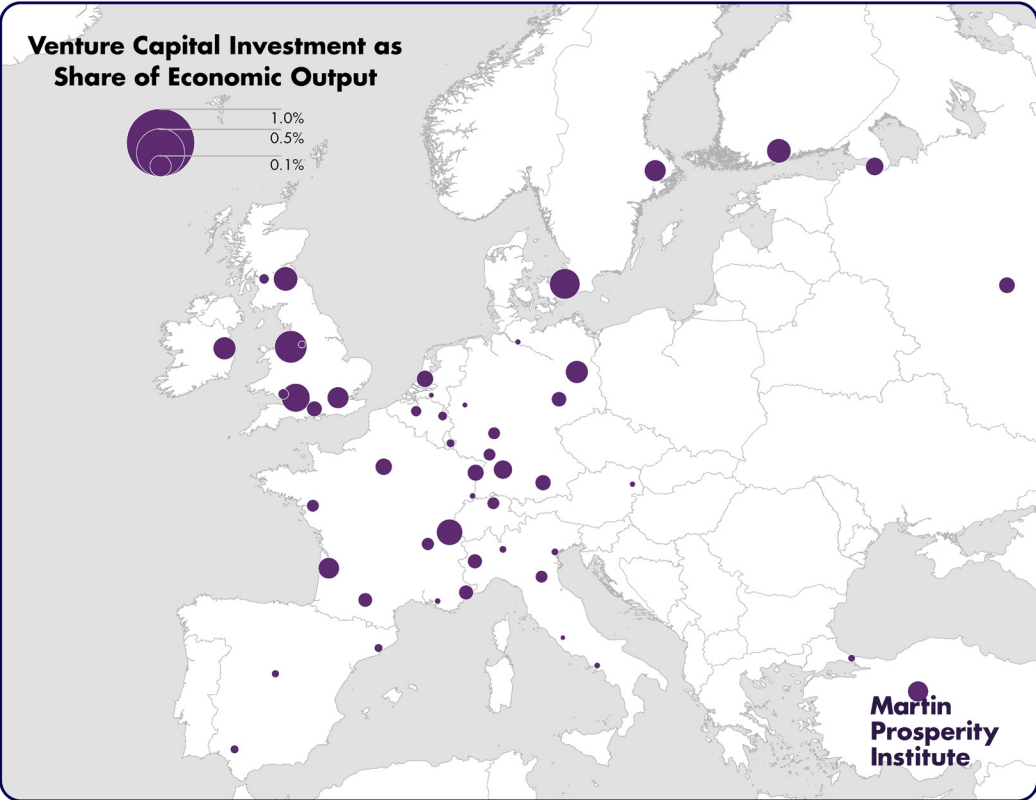 Venture Capital Investment as
Share of Economic Output
1.0%
0.5%
0.1%
Martin
Prosperity
Institute